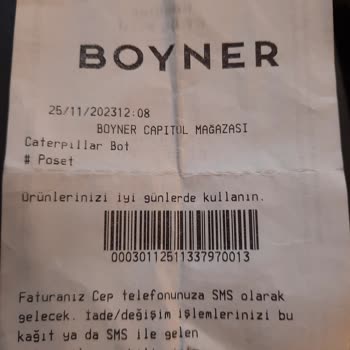 BOYNER
25/11/202312:08
BOYNER CAPITOL MAĞAZASI
Caterpillar Bot
# Poset
Ürünlerinizi iyi günlerde kullanın.
00030112511337970013
Faturanız Cep telefonunuza SMS olarak
gelecek. İade/değişim işlemlerinizi bu
kağıt ya da SMS ile gelen